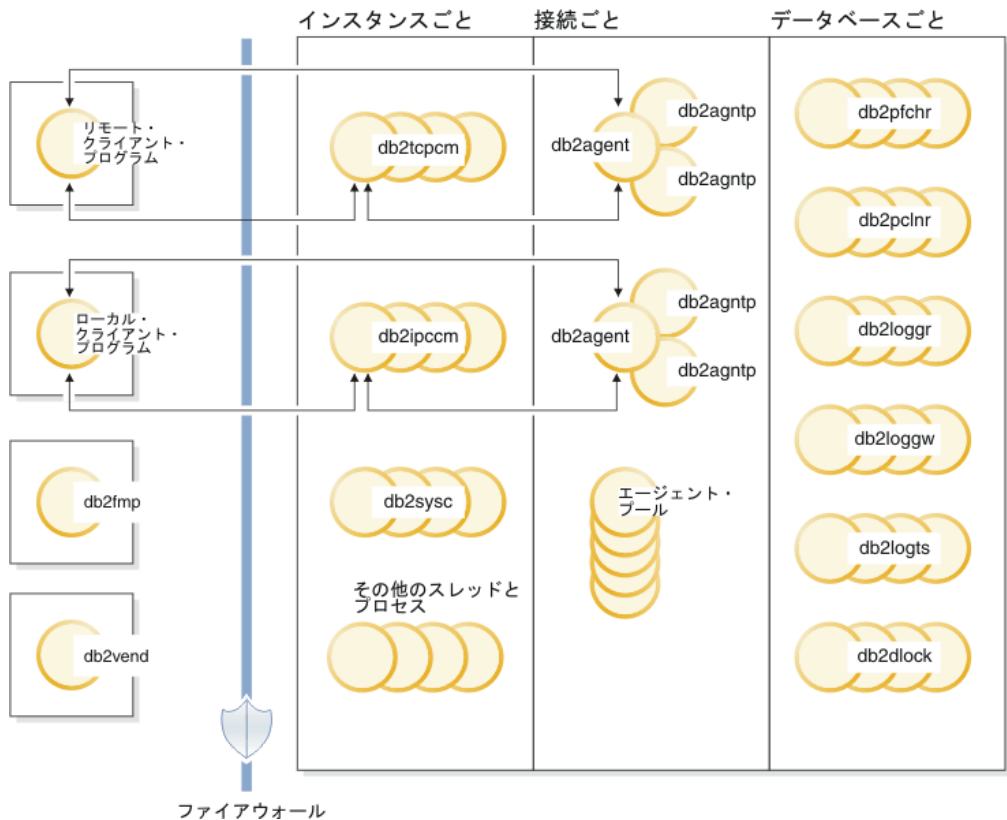 インスタンスごと
接続ごと
データベースごと
リモート・
クライアント・
プログラム
db2tcpcm
db2agent
db2agntp
db2agntp
db2pfchr
db2pclnr
ローカル・
クライアント・
プログラム
db2ipccm
db2agent
db2agntp
db2agntp
db2loggr
db2loggw
db2fmp
db2sysc
エージェント・
プール
db2logts
その他のスレッドと
プロセス
db2vend
db2dlock
ファイアウォール